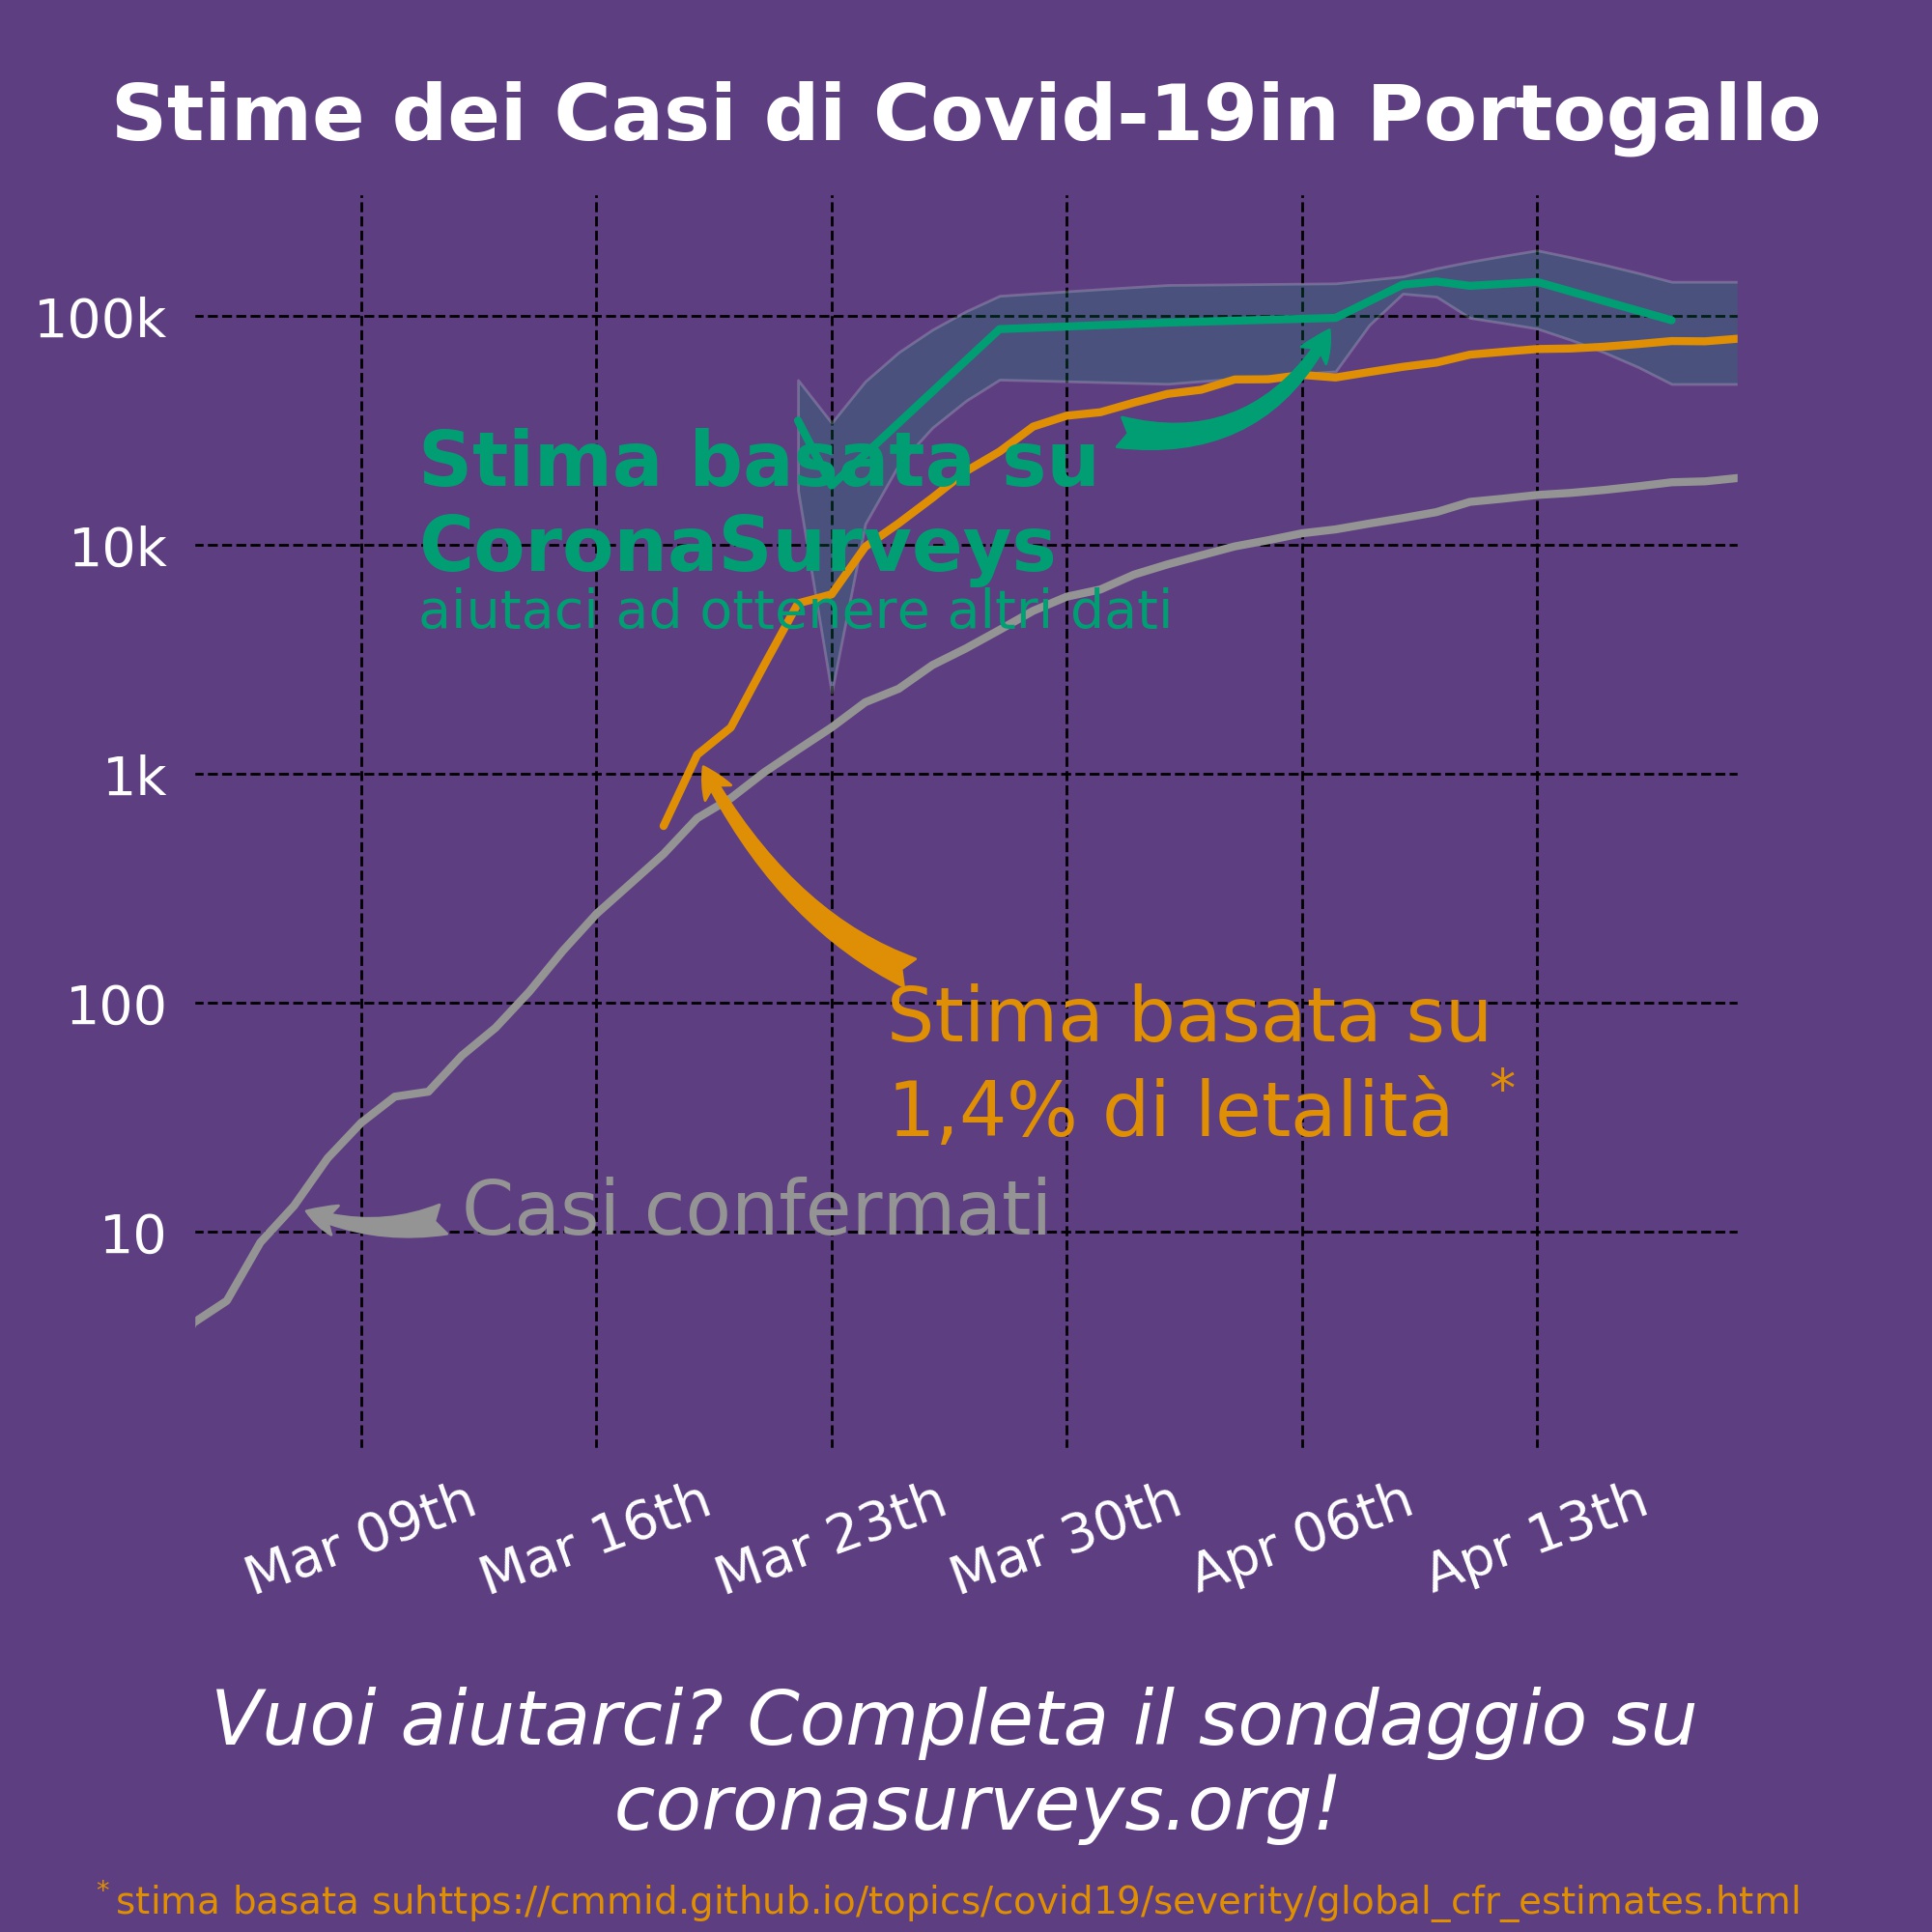 Stime dei Casi di Covid-19in Portogallo
100k
10k
1k
100
10
Stima basata su
CoronaSurveys
aiutaci ad ottenere altri dati
Stima basata su
1,4% di letalità *
Casi confermati
Mar 09th
Mar 16th
Mar 23th
Mar 30th
Apr 06th
Apr 13th
Vuoi aiutarci? Completa il sondaggio su
coronasurveys.org!
* stima basata suhttps://cmmid.github.io/topics/covid19/severity/global_cfr_estimates.html